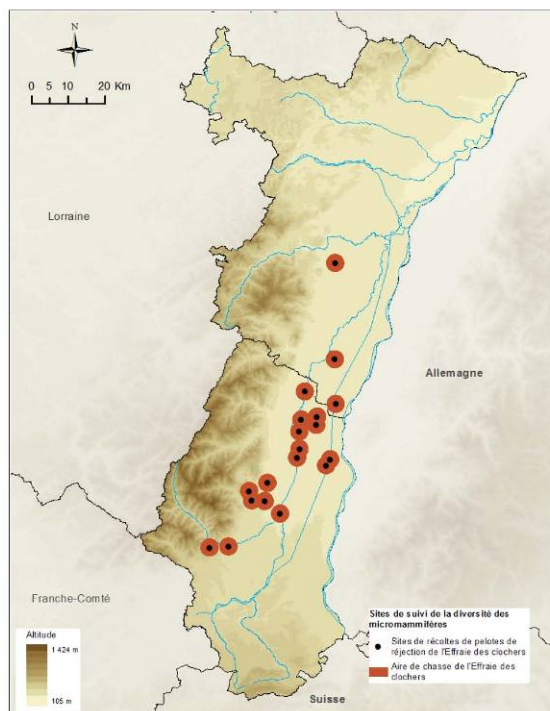 N
0 5 10 20 Km
Lorraine
Allemagne
Franche-Comté
Suisse
Altitude
1 424 m
105 m
Sites de suivi de la diversité des
micromammifères
Sites de récoltes de pelotes de
réjection de l'Effraie des clochers
Aire de chasse de l'Effraie des
clochers